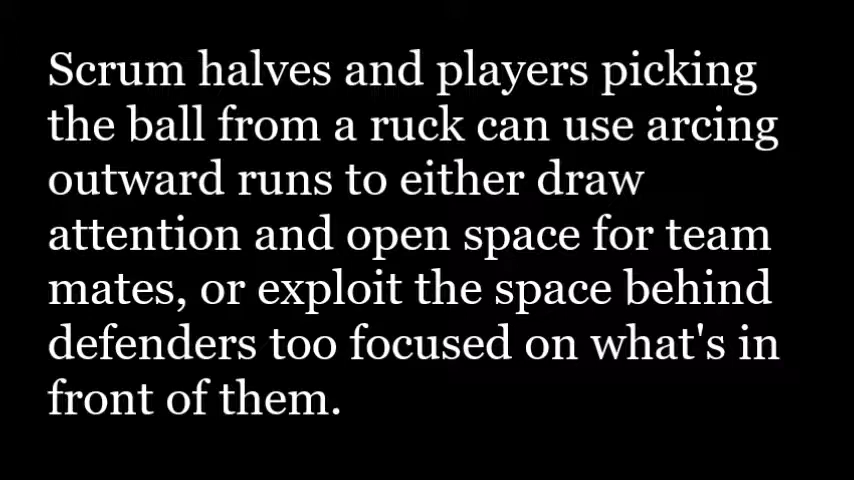 Scrum halves and players picking
the ball from a ruck can use arcing
outward runs to either draw
attention and open space for team
mates, or exploit the space behind
defenders too focused on what's in
front of them.